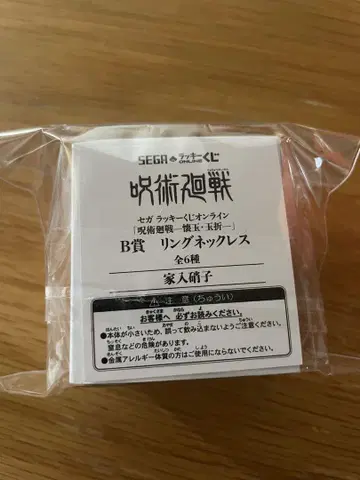 SEGA ラッキーくじ ONLINE
呪術廻戦
セガ ラッキーくじオンライン
「呪術廻戦―懐玉・玉折―」
B賞 リングネックレス
全6種
家入硝子
⚠注意(ちゅうい)
お客様へ 必ずお読みください。
●本体が小さいため、誤って飲み込まないようご注意ください。
窒息などの危険があります。
●金属アレルギー体質の方はご使用にならないでください。